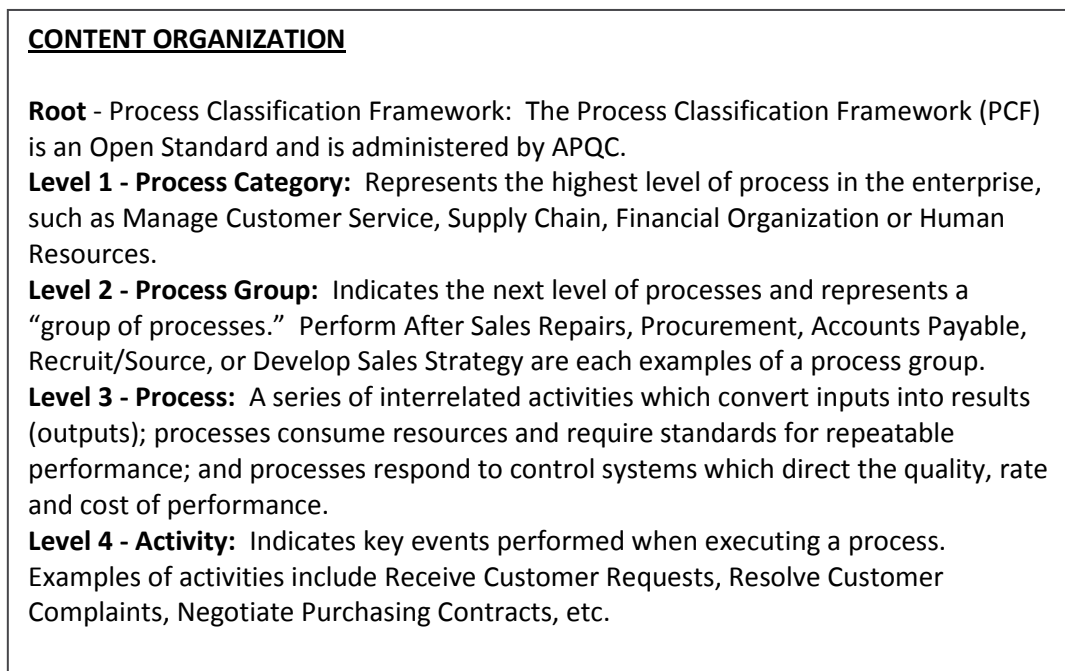 CONTENT ORGANIZATION
Root - Process Classification Framework:  The Process Classification Framework (PCF)
is an Open Standard and is administered by APQC.
Level 1 - Process Category:  Represents the highest level of process in the enterprise,
such as Manage Customer Service, Supply Chain, Financial Organization or Human
Resources.
Level 2 - Process Group:  Indicates the next level of processes and represents a
“group of processes.”  Perform After Sales Repairs, Procurement, Accounts Payable,
Recruit/Source, or Develop Sales Strategy are each examples of a process group.
Level 3 - Process:  A series of interrelated activities which convert inputs into results
(outputs); processes consume resources and require standards for repeatable
performance; and processes respond to control systems which direct the quality, rate
and cost of performance.
Level 4 - Activity:  Indicates key events performed when executing a process.
Examples of activities include Receive Customer Requests, Resolve Customer
Complaints, Negotiate Purchasing Contracts, etc.